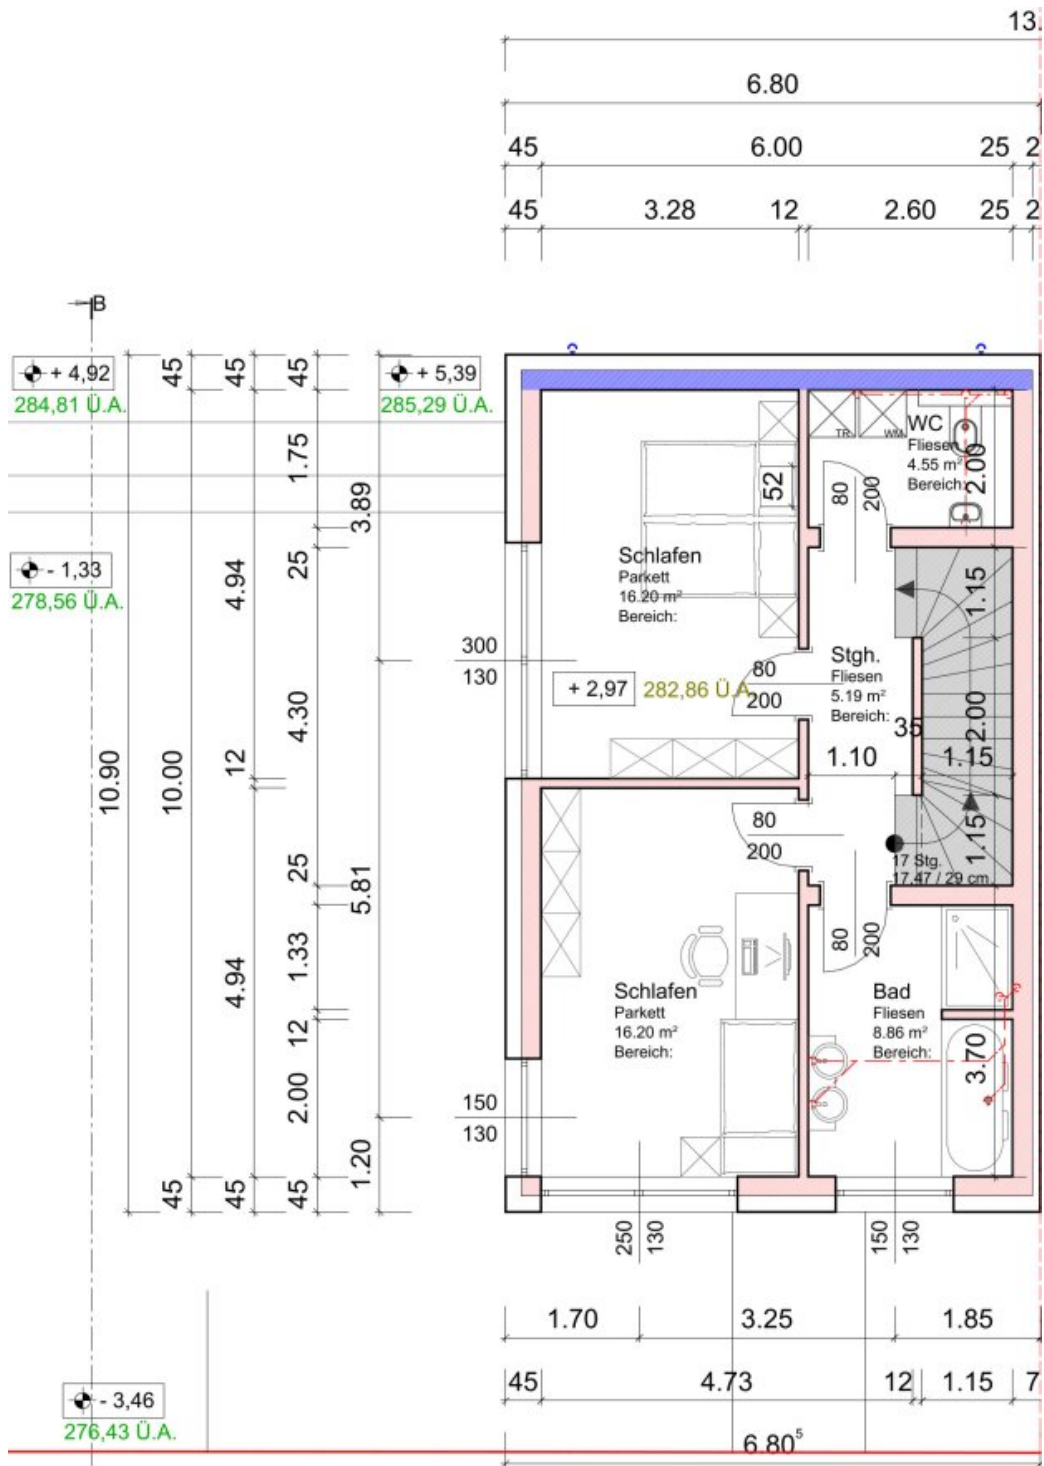 13.
6.80
45 6.00 25 2
45 3.28 12 2.60 25 2
B
+ 4,92
284,81 Ü.A.
+ 5,39
285,29 Ü.A.
- 1,33
278,56 Ü.A.
10.90
45
10.00
45
45
4.94
12
4.94
45
45
1.75
25
4.30
25
1.33
12
2.00
45
3.89
5.81
1.20
300
130
150
130
Schlafen
Parkett
16.20 m²
Bereich:
52
+ 2,97 282,86 Ü.A.
80
200
80
200
80
200
80
200
TR.
WM.
WC
Fliesen
4.55 m²
Bereich:
2.00
Stgh.
Fliesen
5.19 m²
Bereich:
35
1.10
1.15
1.15
2.00
1.15
17 Stg.
17,47 / 29 cm
Schlafen
Parkett
16.20 m²
Bereich:
Bad
Fliesen
8.86 m²
Bereich:
3.70
250
130
150
130
1.70 3.25 1.85
45 4.73 12 1.15 7
6.80⁵
- 3,46
276,43 Ü.A.